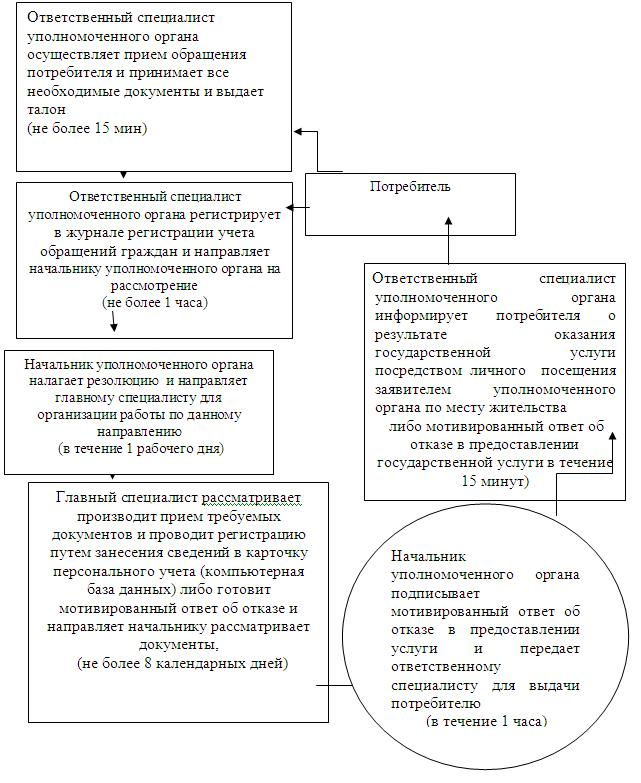 Ответственный специалист
уполномоченного органа
осуществляет прием обращения
потребителя и принимает все
необходимые документы и выдает
талон
(не более 15 мин)
Потребитель
Ответственный специалист
уполномоченного органа регистрирует
в журнале регистрации учета
обращений граждан и направляет
начальнику уполномоченного органа на
рассмотрение
(не более 1 часа)
Начальник уполномоченного органа
налагает резолюцию и направляет
главному специалисту для
организации работы по данному
направлению
(в течение 1 рабочего дня)
Главный специалист рассматривает
производит прием требуемых
документов и проводит регистрацию
путем занесения сведений в карточку
персонального учета (компьютерная
база данных) либо готовит
мотивированный ответ об отказе и
направляет начальнику рассматривает
документы,
(не более 8 календарных дней)
Начальник
уполномоченного органа
подписывает
мотивированный ответ об
отказе в предоставлении
услуги и передает
ответственному
специалисту для выдачи
потребителю
(в течение 1 часа)
Ответственный специалист
уполномоченного органа
информирует потребителя о
результате оказания
государственной услуги
посредством личного посещения
заявителем уполномоченного
органа по месту жительства
либо мотивированный ответ об
отказе в предоставлении
государственной услуги в течение
15 минут)